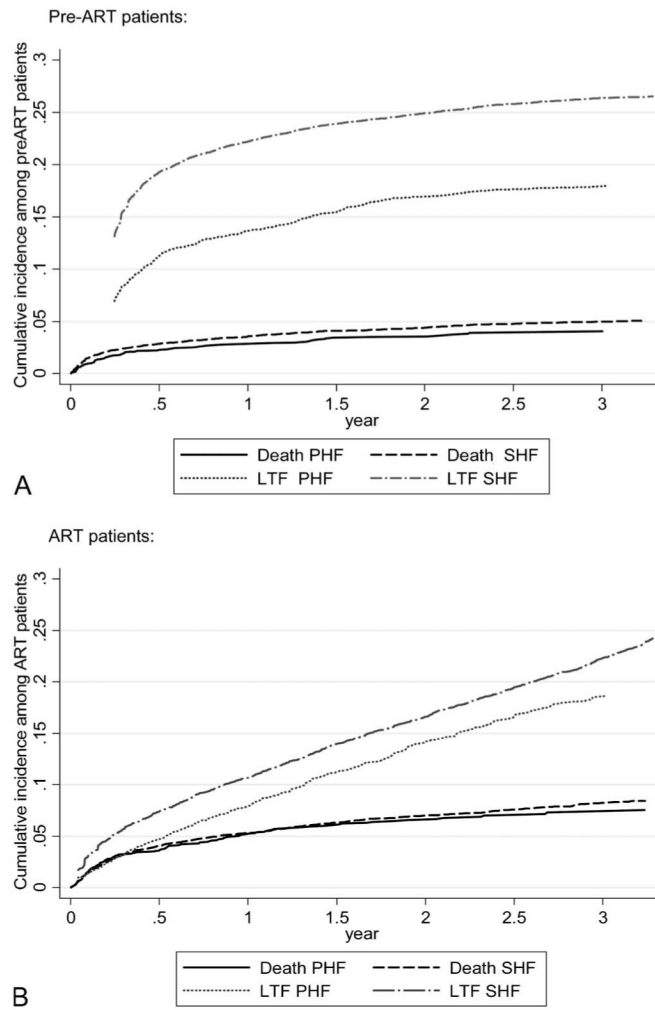 Pre-ART patients:
Cumulative incidence among preART patients
.3
.25
.2
.15
.1
.05
0
0 .5 1 1.5 2 2.5 3
year
Death PHF Death SHF
LTF PHF LTF SHF
A
ART patients:
Cumulative incidence among ART patients
.3
.25
.2
.15
.1
.05
0
0 .5 1 1.5 2 2.5 3
year
Death PHF Death SHF
LTF PHF LTF SHF
B